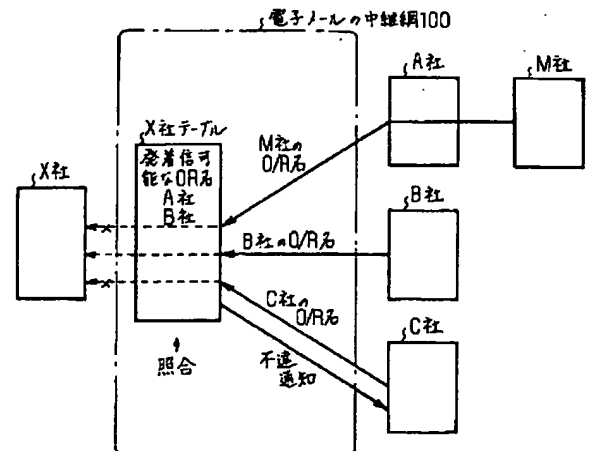 電子メールの中継網100
A社
M社
X社テーブル
発着信可
能なOR名
A社
B社
M社の
O/R名
X社
B社
B社のO/R名
C社の
O/R名
C社
不達
通知
照合